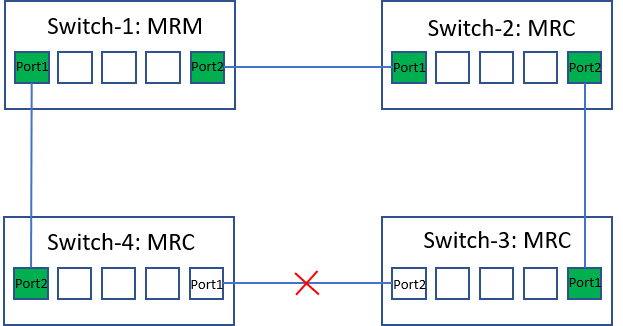 Switch-1: MRM
Port1
Port2
Switch-2: MRC
Port1
Port2
Switch-4: MRC
Port2
Port1
Switch-3: MRC
Port2
Port1